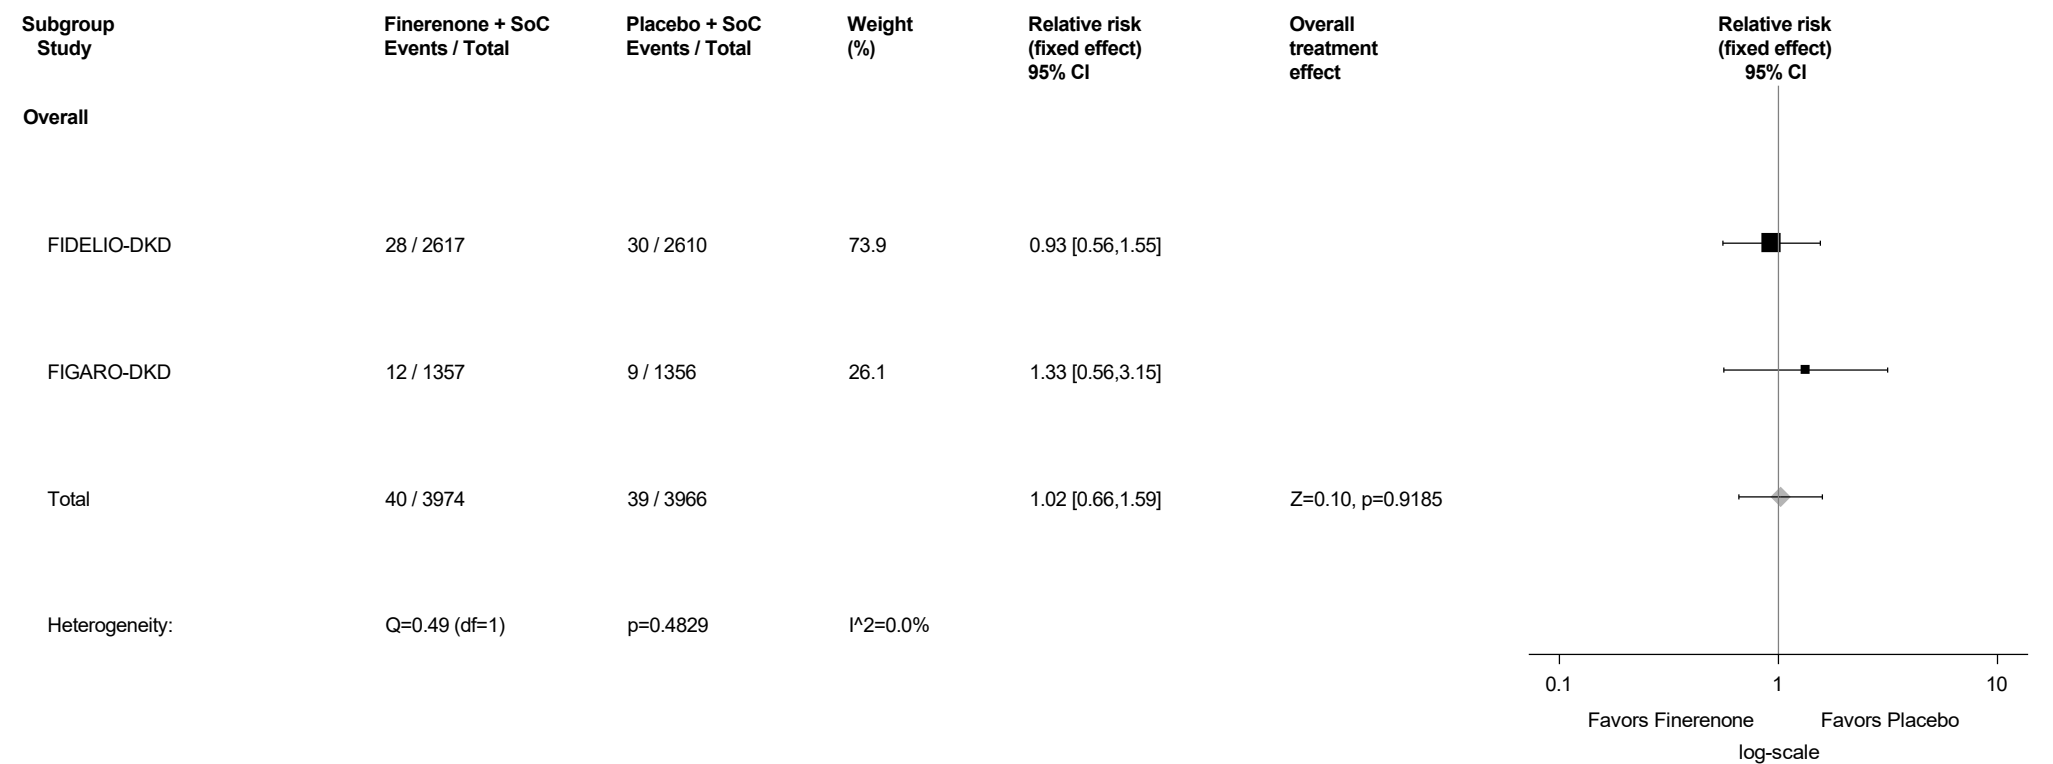 Subgroup Finerenone + SoC Placebo + SoC Weight Relative risk Overall Relative risk
Study Events / Total Events / Total (%) (fixed effect) treatment (fixed effect)
95% CI effect 95% CI
Overall
FIDELIO-DKD 28 / 2617 30 / 2610 73.9 0.93 [0.56,1.55]
FIGARO-DKD 12 / 1357 9 / 1356 26.1 1.33 [0.56,3.15]
Total 40 / 3974 39 / 3966 1.02 [0.66,1.59] Z=0.10, p=0.9185
Heterogeneity: Q=0.49 (df=1) p=0.4829 I^2=0.0%
0.1 1 10
Favors Finerenone Favors Placebo
log-scale